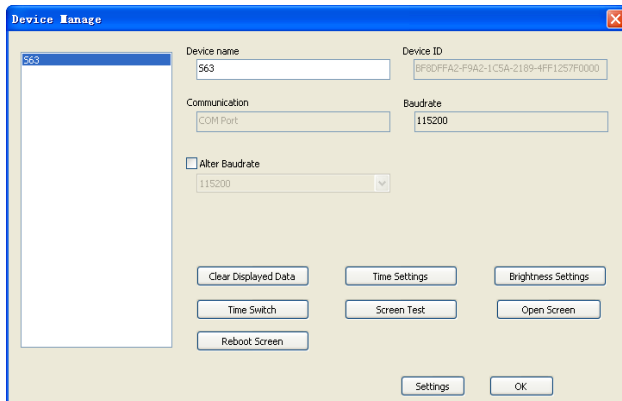 Device Manage
S63
Device name
Device ID
S63
BF8DFFA2-F9A2-1C5A-2189-4FF1257F0000
Communication
Baudrate
COM Port
115200
Alter Baudrate
115200
Clear Displayed Data
Time Settings
Brightness Settings
Time Switch
Screen Test
Open Screen
Reboot Screen
Settings
OK